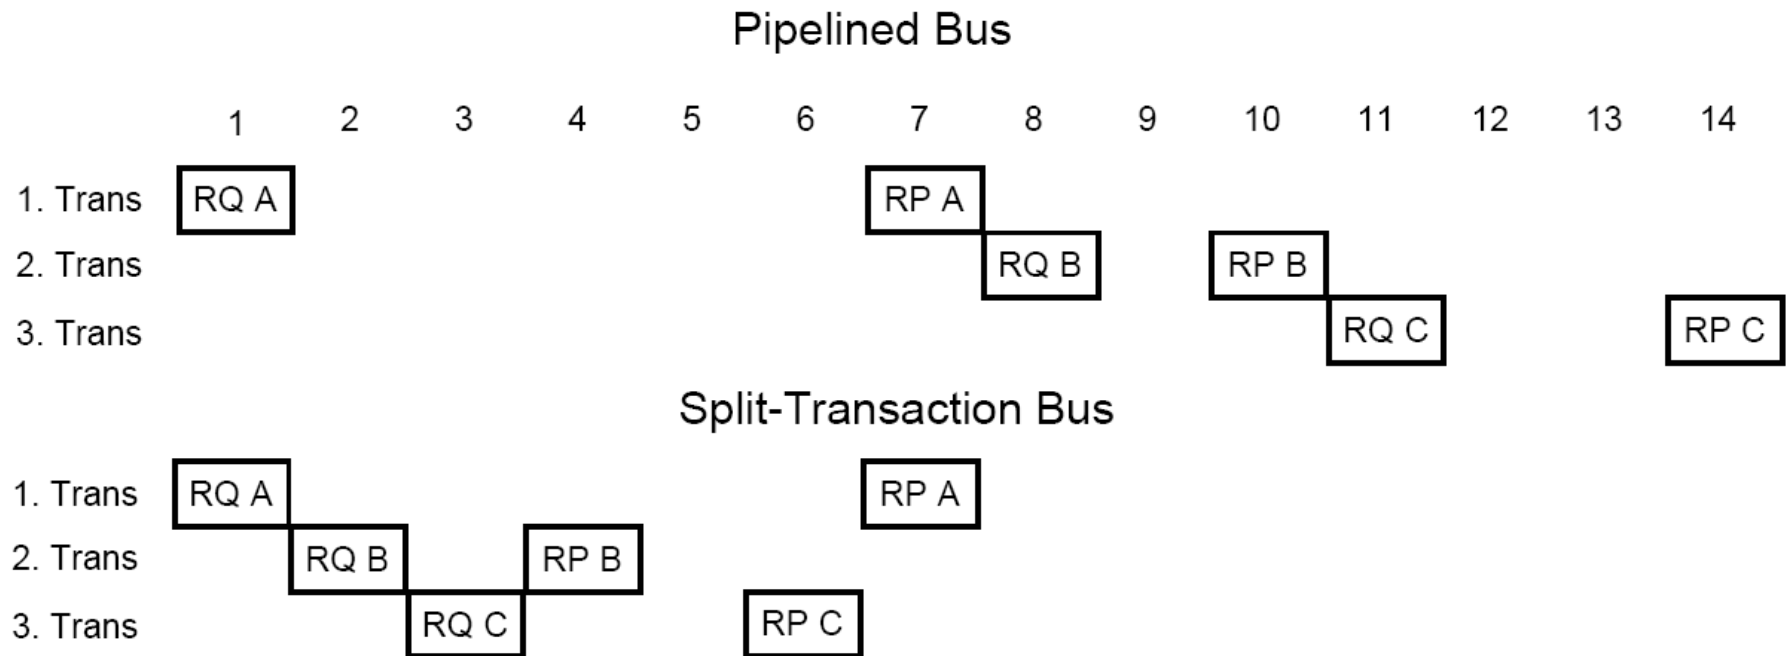 Pipelined Bus
1 2 3 4 5 6 7 8 9 10 11 12 13 14
1. Trans RQ A RP A
2. Trans RQ B RP B
3. Trans RQ C RP C
Split-Transaction Bus
1. Trans RQ A RP A
2. Trans RQ B RP B
3. Trans RQ C RP C